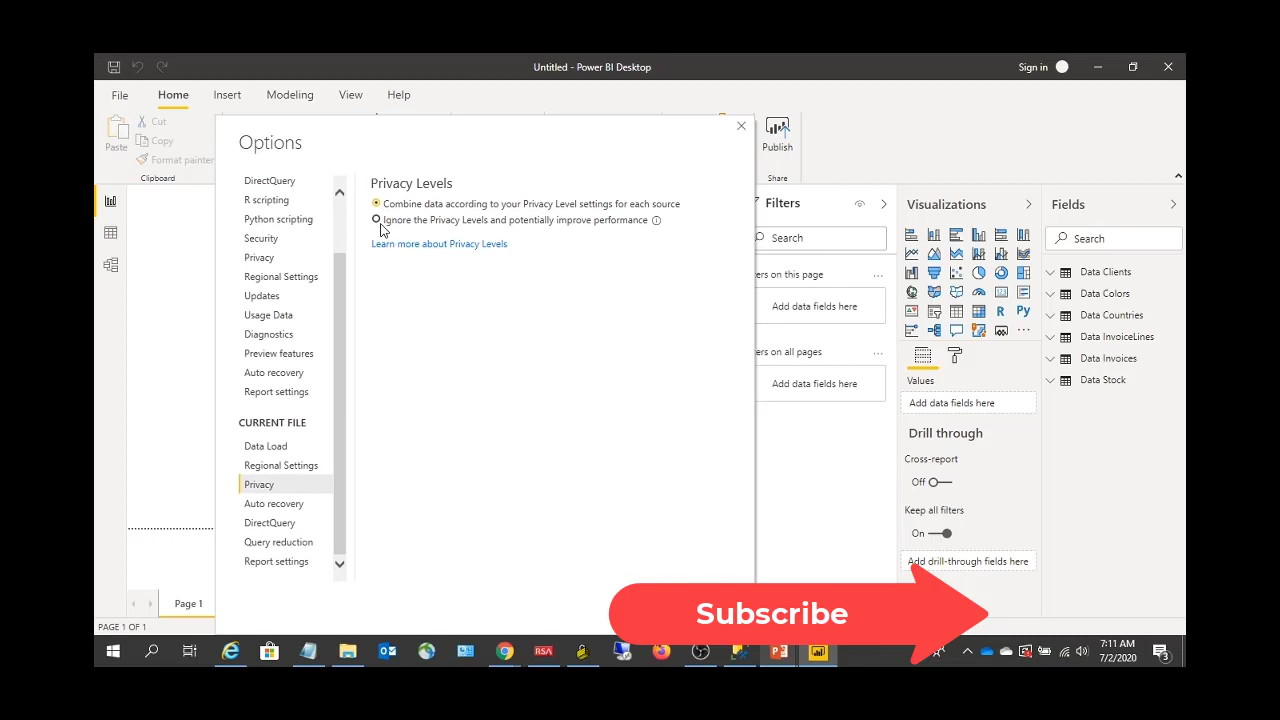 Untitled - Power BI Desktop
Sign in
File
Home
Insert
Modeling
View
Help
Paste
Cut
Copy
Format painter
Clipboard
Publish
Share
Options
DirectQuery
R scripting
Python scripting
Security
Privacy
Regional Settings
Updates
Usage Data
Diagnostics
Preview features
Auto recovery
Report settings
CURRENT FILE
Data Load
Regional Settings
Privacy
Auto recovery
DirectQuery
Query reduction
Report settings
Privacy Levels
Combine data according to your Privacy Level settings for each source
Ignore the Privacy Levels and potentially improve performance
Learn more about Privacy Levels
Filters
Search
ers on this page
Add data fields here
ers on all pages
Add data fields here
Visualizations
R
Py
Values
Add data fields here
Drill through
Cross-report
Off
Keep all filters
On
Add drill-through fields here
Fields
Search
Data Clients
Data Colors
Data Countries
Data InvoiceLines
Data Invoices
Data Stock
Subscribe
Page 1
PAGE 1 OF 1
RSA
7:11 AM
7/2/2020
3